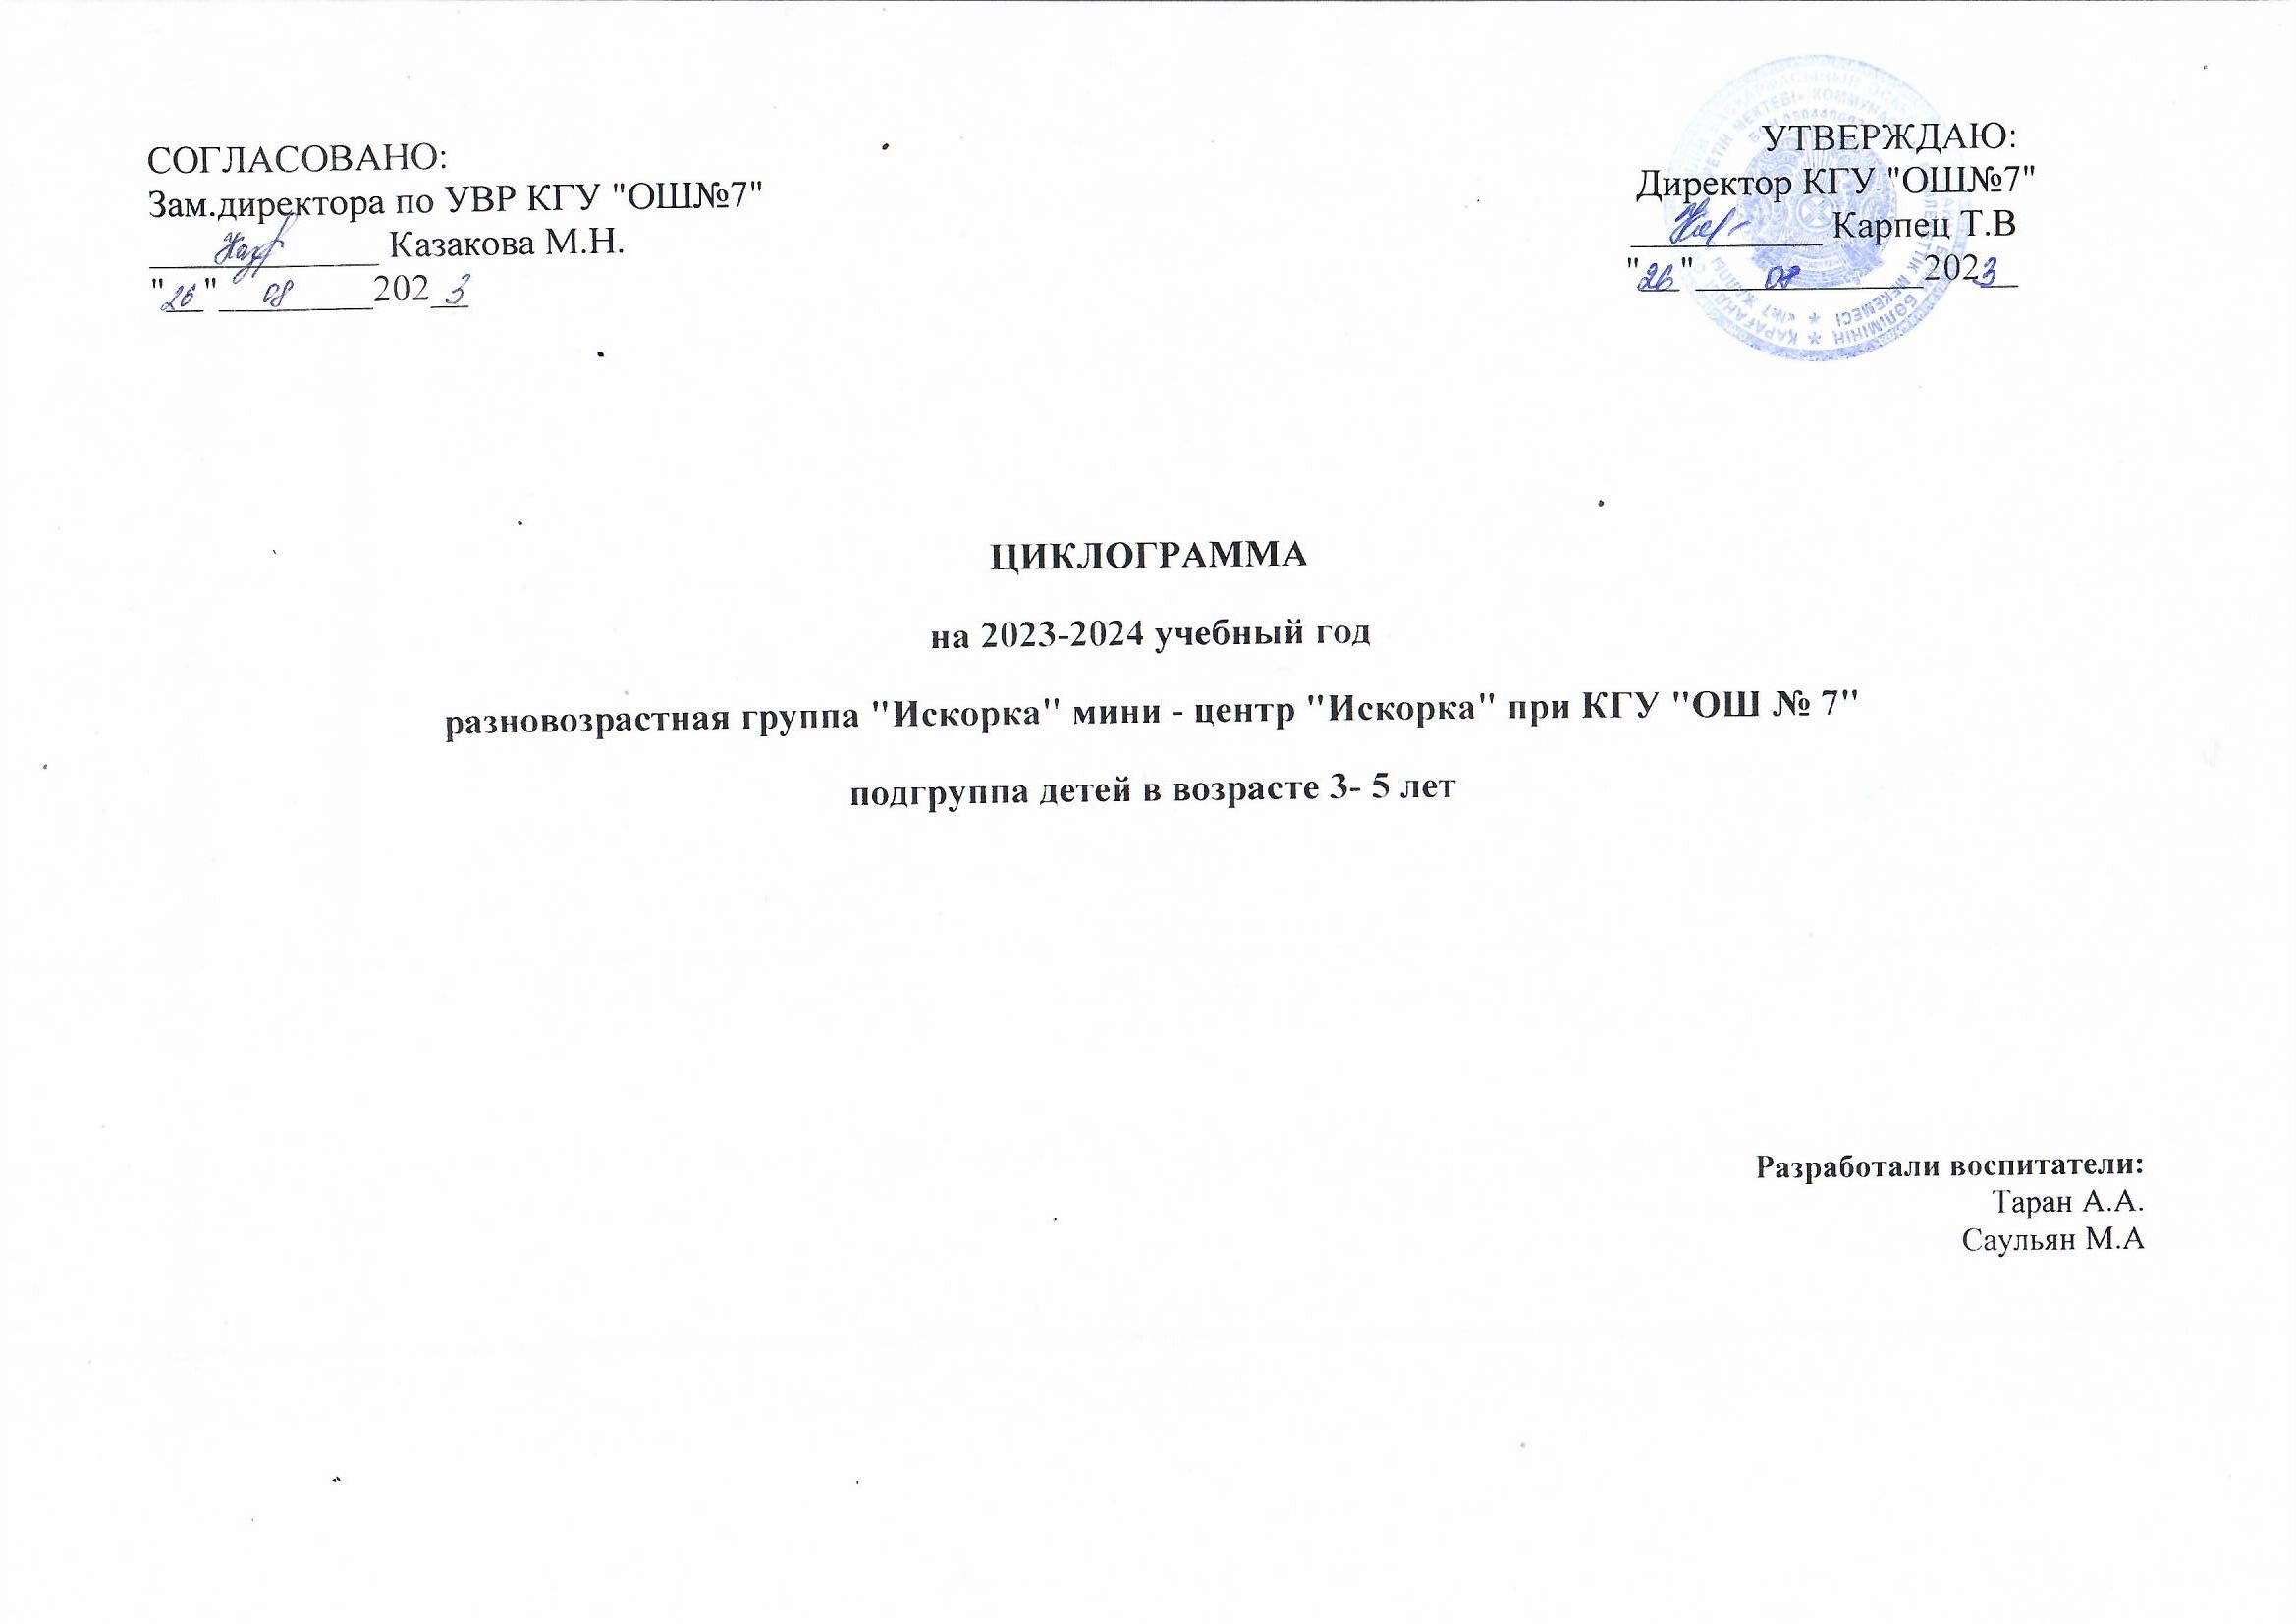 СОГЛАСОВАНО:
Зам.директора по УВР КГУ "ОШ№7"
____________ Казакова М.Н.
"26" 08 2023
УТВЕРЖДАЮ:
Директор КГУ "ОШ№7"
__________ Карпец Т.В
"26" 08 2023
ЦИКЛОГРАММА
на 2023-2024 учебный год
разновозрастная группа "Искорка" мини - центр "Искорка" при КГУ "ОШ № 7"
подгруппа детей в возрасте 3- 5 лет
Разработали воспитатели:
Таран А.А.
Саульян М.А